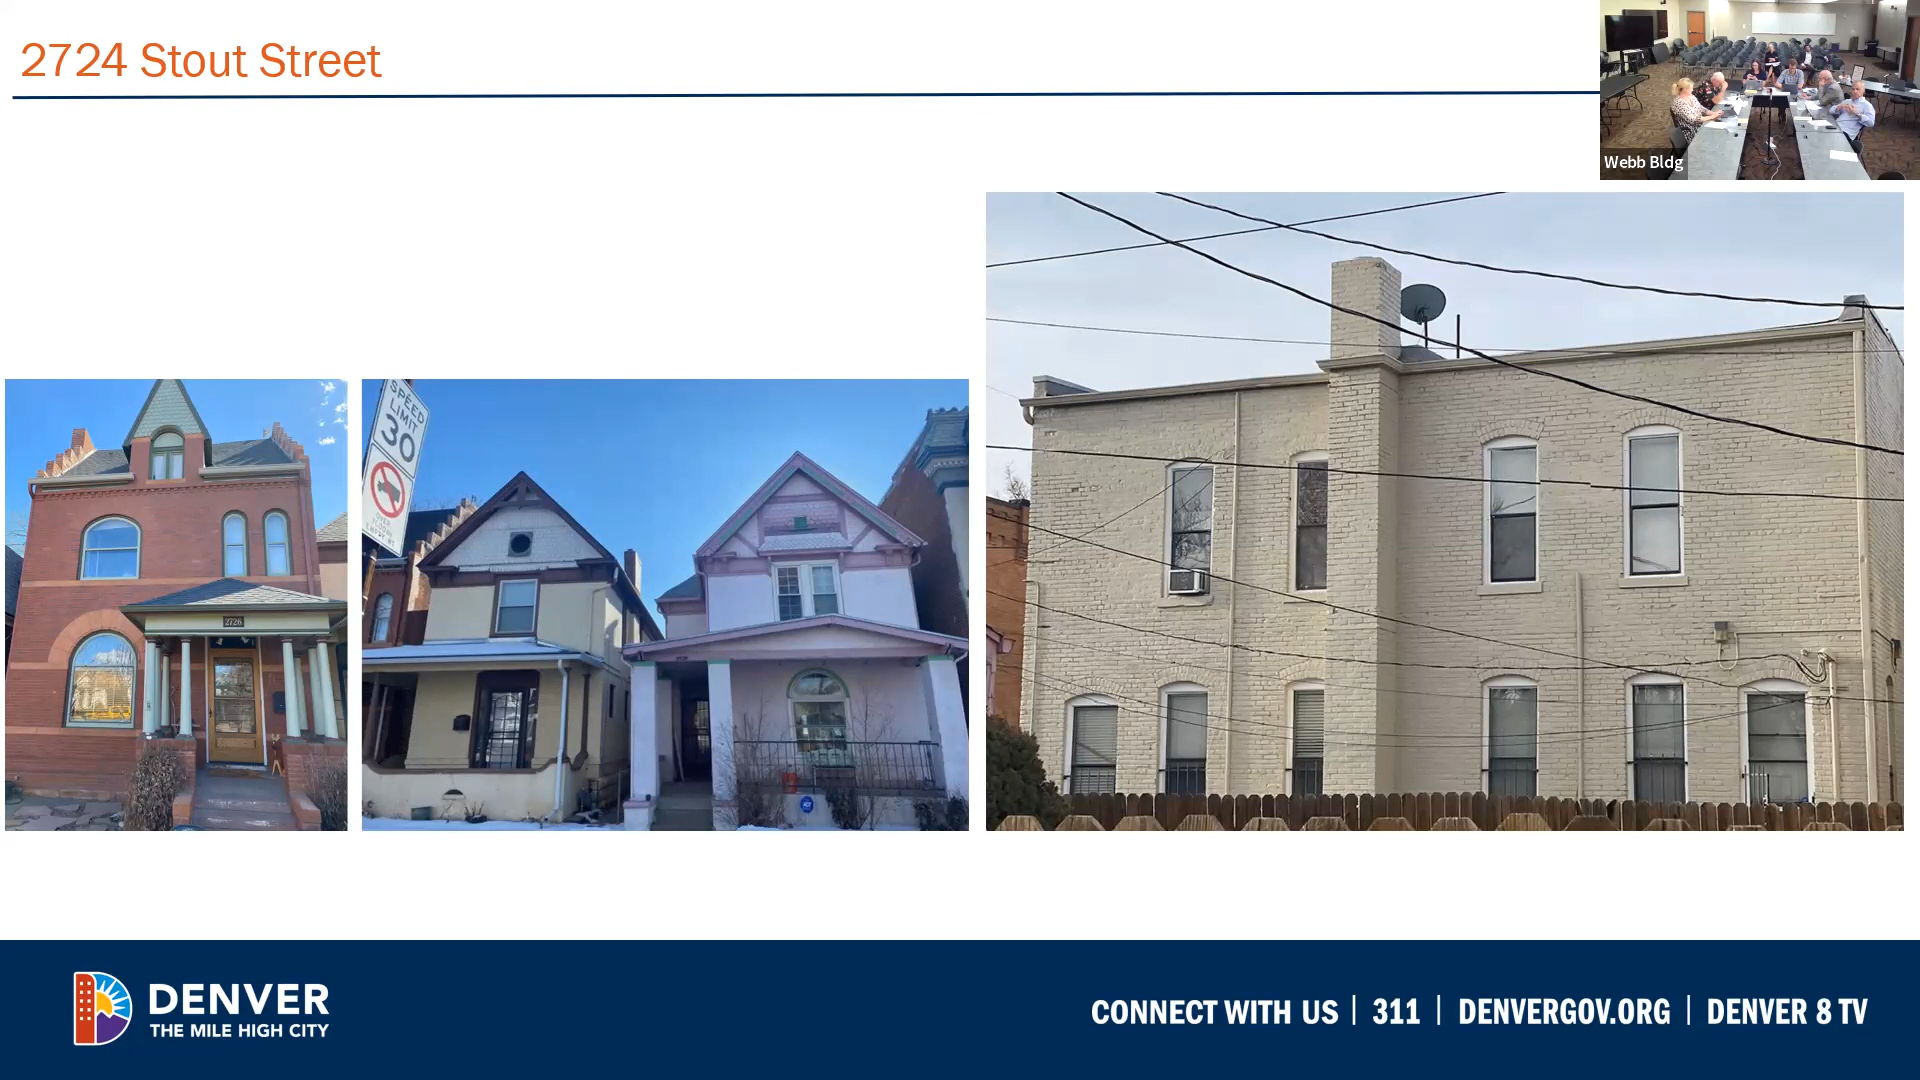 2724 Stout Street
Webb Bldg
SPEED
LIMIT
30
OVER
2726
DENVER
THE MILE HIGH CITY
CONNECT WITH US | 311 | DENVERGOV.ORG | DENVER 8 TV